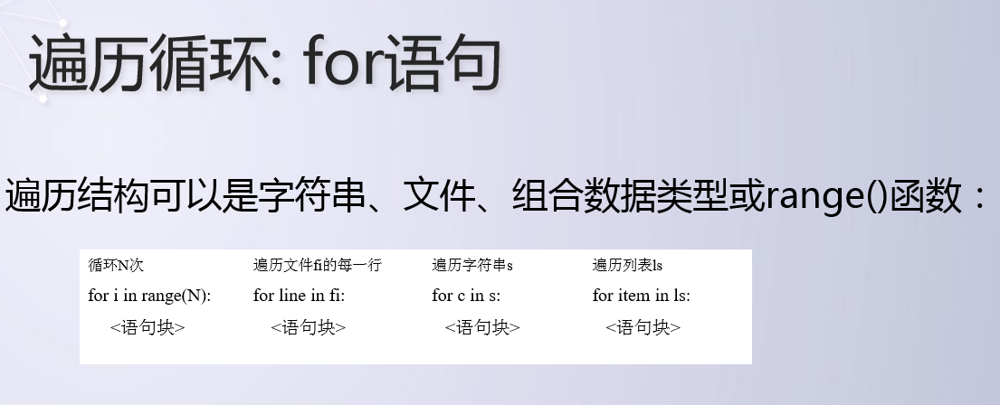 遍历循环: for语句
遍历结构可以是字符串、文件、组合数据类型或range()函数：
循环N次 遍历文件fi的每一行 遍历字符串s 遍历列表ls
for i in range(N): for line in fi: for c in s: for item in ls:
<语句块> <语句块> <语句块> <语句块>